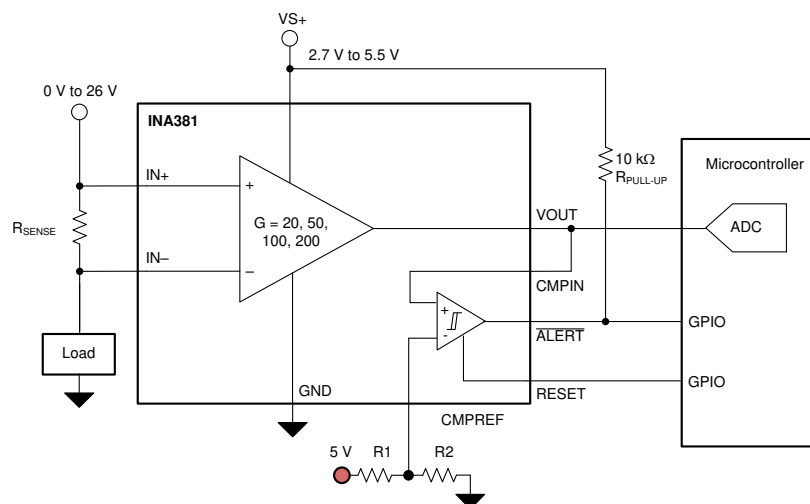 VS+
2.7 V to 5.5 V
0 V to 26 V
INA381
IN+
+
G = 20, 50,
100, 200
RSENSE
IN–
–
Load
GND
10 kΩ
RPULL-UP
Microcontroller
VOUT
ADC
CMPIN
+
-
ALERT
GPIO
RESET
GPIO
CMPREF
5 V
R1
R2